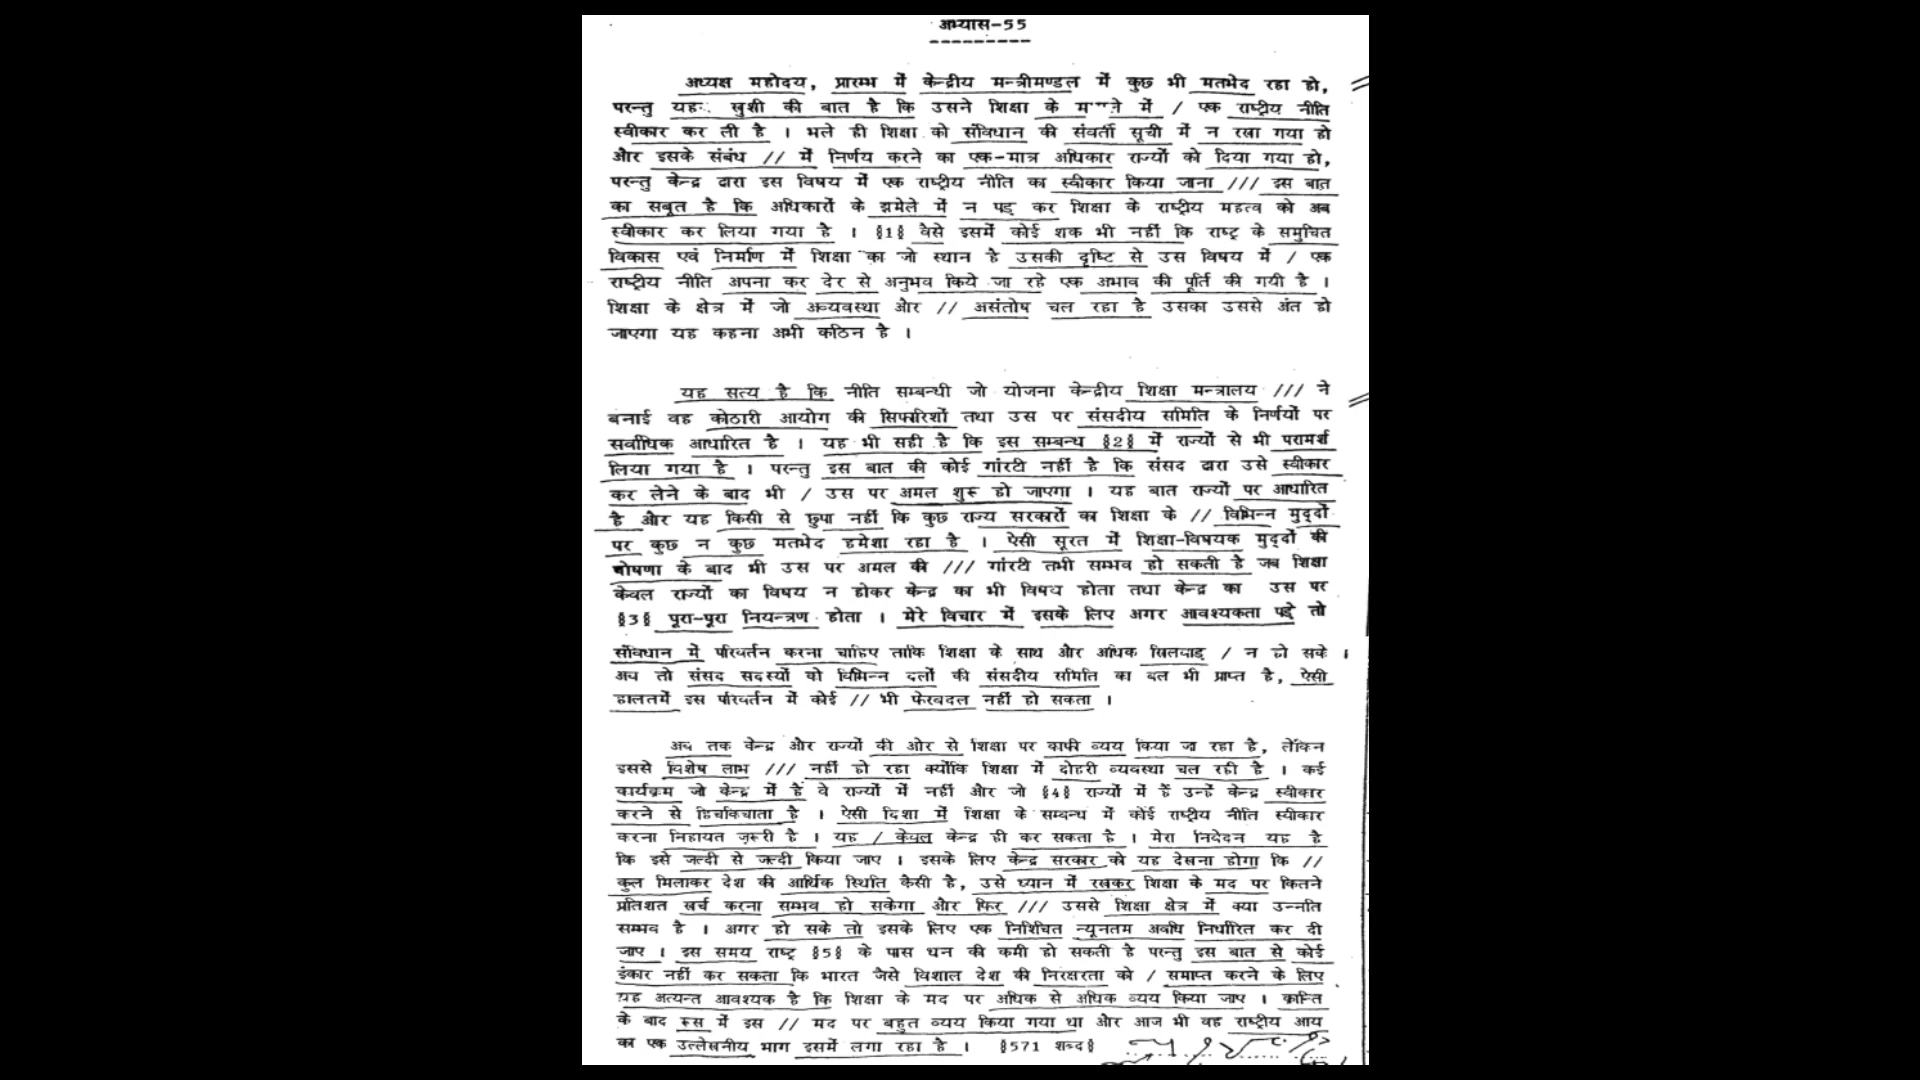 अभ्यास-55
अध्यक्ष महोदय, प्रारम्भ में केन्द्रीय मन्त्रीमण्डल में कुछ भी मतभेद रहा हो,
परन्तु यह खुशी की बात है कि उसने शिक्षा के में / एक राष्ट्रीय नीति
स्वीकार कर ली है । भले ही शिक्षा को संविधान की संवर्ती सूची में न रखा गया हो
और इसके संबंध // में निर्णय करने का एक-मात्र अधिकार राज्यों को दिया गया हो,
परन्तु केन्द्र द्वारा इस विषय में एक राष्ट्रीय नीति का स्वीकार किया जाना /// इस बात
का सबूत है कि अधिकारों के झमेले में न पड़ कर शिक्षा के राष्ट्रीय महत्व को अब
स्वीकार कर लिया गया है । §1§ वैसे इसमें कोई शक भी नहीं कि राष्ट्र के समुचित
विकास एवं निर्माण में शिक्षा का जो स्थान है उसकी दृष्टि से उस विषय में / एक
राष्ट्रीय नीति अपना कर देर से अनुभव किये जा रहे एक अभाव की पूर्ति की गयी है ।
शिक्षा के क्षेत्र में जो अव्यवस्था और // असंतोष चल रहा है उसका उससे अंत हो
जाएगा यह कहना अभी कठिन है ।
यह सत्य है कि नीति सम्बन्धी जो योजना केन्द्रीय शिक्षा मन्त्रालय /// ने
बनाई वह कोठारी आयोग की सिफारिशों तथा उस पर संसदीय समिति के निर्णयों पर
सर्वाधिक आधारित है । यह भी सही है कि इस सम्बन्ध §2§ में राज्यों से भी परामर्श
लिया गया है । परन्तु इस बात की कोई गांरटी नहीं है कि संसद द्वारा उसे स्वीकार
कर लेने के बाद भी / उस पर अमल शुरू हो जाएगा । यह बात राज्यों पर आधारित
है और यह किसी से छुपा नहीं कि कुछ राज्य सरकारों का शिक्षा के // विभिन्न मुद्दों
पर कुछ न कुछ मतभेद हमेशा रहा है । ऐसी सूरत में शिक्षा-विषयक मुद्दों की
घोषणा के बाद भी उस पर अमल की /// गांरटी तभी सम्भव हो सकती है जब शिक्षा
केवल राज्यों का विषय न होकर केन्द्र का भी विषय होता तथा केन्द्र का उस पर
§3§ पूरा-पूरा नियन्त्रण होता । मेरे विचार में इसके लिए अगर आवश्यकता पड़े तो
संविधान में परिवर्तन करना चाहिए ताकि शिक्षा के साथ और अधिक खिलवाड़ / न हो सके ।
अब तो संसद सदस्यों को विभिन्न दलों की संसदीय समिति का बल भी प्राप्त है, ऐसी
हालतमें इस परिवर्तन में कोई // भी फेरबदल नहीं हो सकता ।
अब तक केन्द्र और राज्यों की ओर से शिक्षा पर काफी व्यय किया जा रहा है, लेकिन
इससे विशेष लाभ /// नहीं हो रहा क्योंकि शिक्षा में दोहरी व्यवस्था चल रही है । कई
कार्यक्रम जो केन्द्र में हैं वे राज्यों में नहीं और जो §4§ राज्यों में हैं उन्हें केन्द्र स्वीकार
करने से हिचकिचाता है । ऐसी दिशा में शिक्षा के सम्बन्ध में कोई राष्ट्रीय नीति स्वीकार
करना निहायत ज़रूरी है । यह / केवल केन्द्र ही कर सकता है । मेरा निवेदन यह है
कि इसे जल्दी से जल्दी किया जाए । इसके लिए केन्द्र सरकार को यह देखना होगा कि //
कुल मिलाकर देश की आर्थिक स्थिति कैसी है, उसे ध्यान में रखकर शिक्षा के मद पर कितने
प्रतिशत खर्च करना सम्भव हो सकेगा और फिर /// उससे शिक्षा क्षेत्र में क्या उन्नति
सम्भव है । अगर हो सके तो इसके लिए एक निश्चित न्यूनतम अवधि निर्धारित कर दी
जाए । इस समय राष्ट्र §5§ के पास धन की कमी हो सकती है परन्तु इस बात से कोई
इंकार नहीं कर सकता कि भारत जैसे विशाल देश की निरक्षरता को / समाप्त करने के लिए
यह अत्यन्त आवश्यक है कि शिक्षा के मद पर अधिक से अधिक व्यय किया जाए । क्रान्ति
के बाद रूस में इस // मद पर बहुत व्यय किया गया था और आज भी वह राष्ट्रीय आय
का एक उल्लेखनीय भाग इसमें लगा रहा है । §571 शब्द§